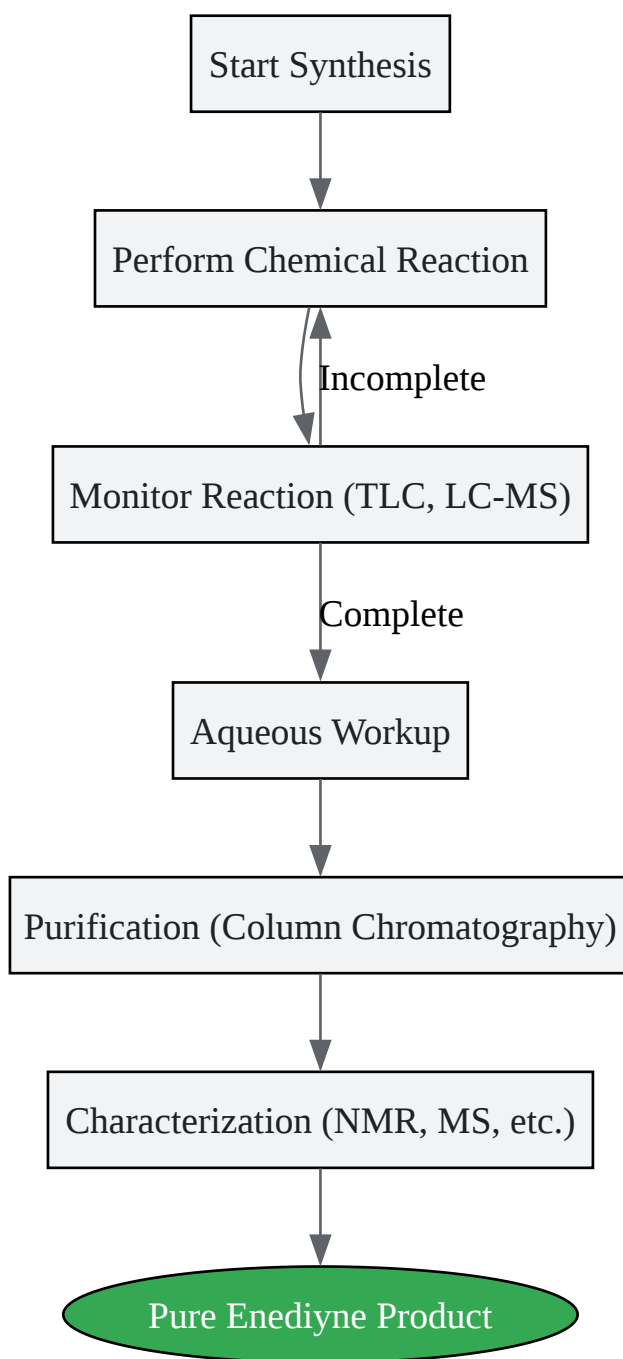 Start Synthesis
Perform Chemical Reaction
Incomplete
Monitor Reaction (TLC, LC-MS)
Complete
Aqueous Workup
Purification (Column Chromatography)
Characterization (NMR, MS, etc.)
Pure Enediyne Product